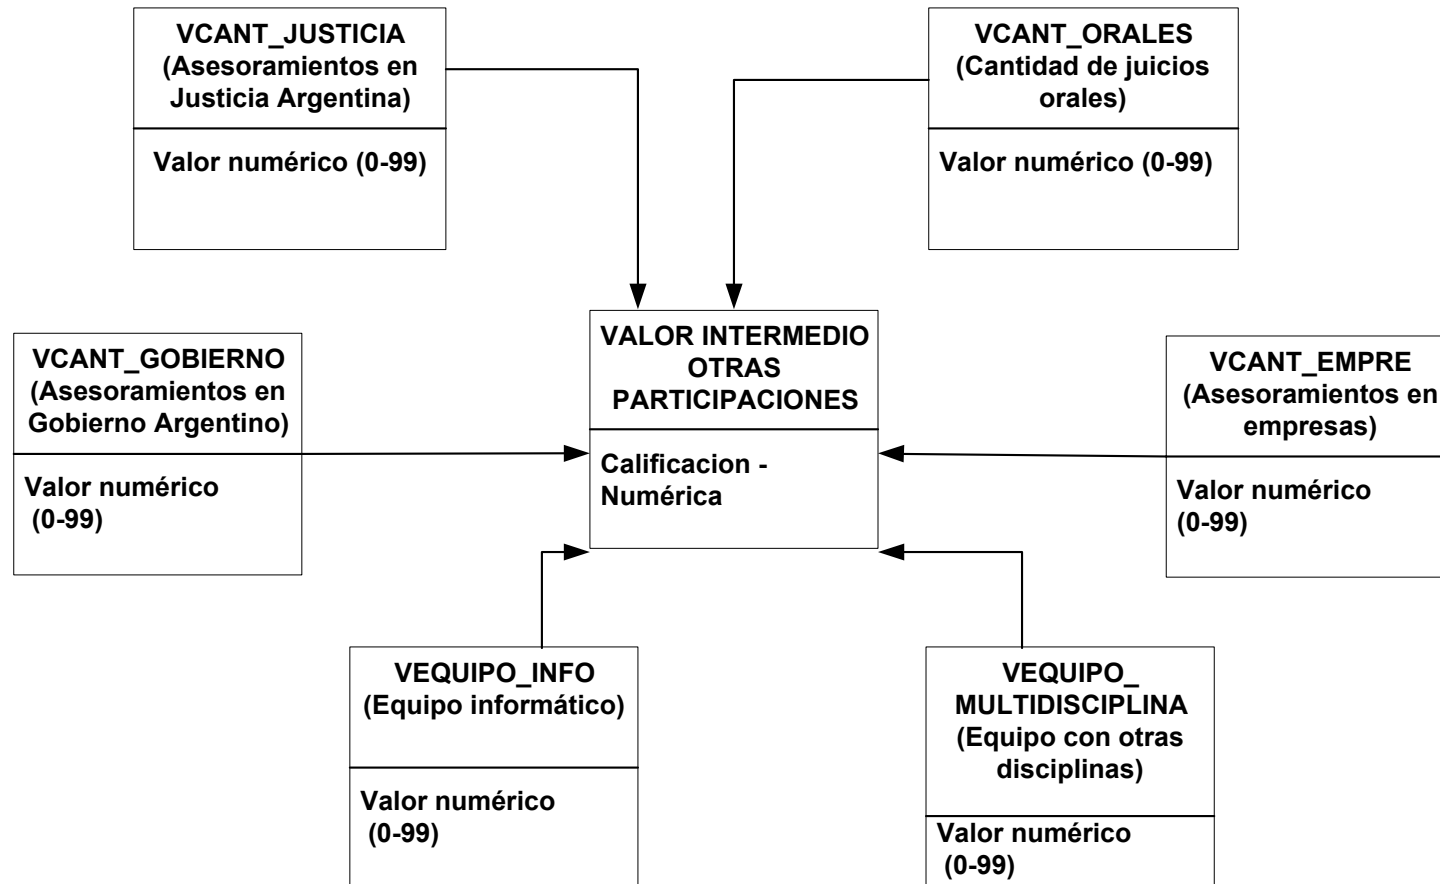 VCANT_JUSTICIA
(Asesoramientos en
Justicia Argentina)
Valor numérico (0-99)
VCANT_ORALES
(Cantidad de juicios
orales)
Valor numérico (0-99)
VCANT_GOBIERNO
(Asesoramientos en
Gobierno Argentino)
Valor numérico
(0-99)
VALOR INTERMEDIO
OTRAS
PARTICIPACIONES
Calificacion -
Numérica
VCANT_EMPRE
(Asesoramientos en
empresas)
Valor numérico
(0-99)
VEQUIPO_INFO
(Equipo informático)
Valor numérico
(0-99)
VEQUIPO_
MULTIDISCIPLINA
(Equipo con otras
disciplinas)
Valor numérico
(0-99)